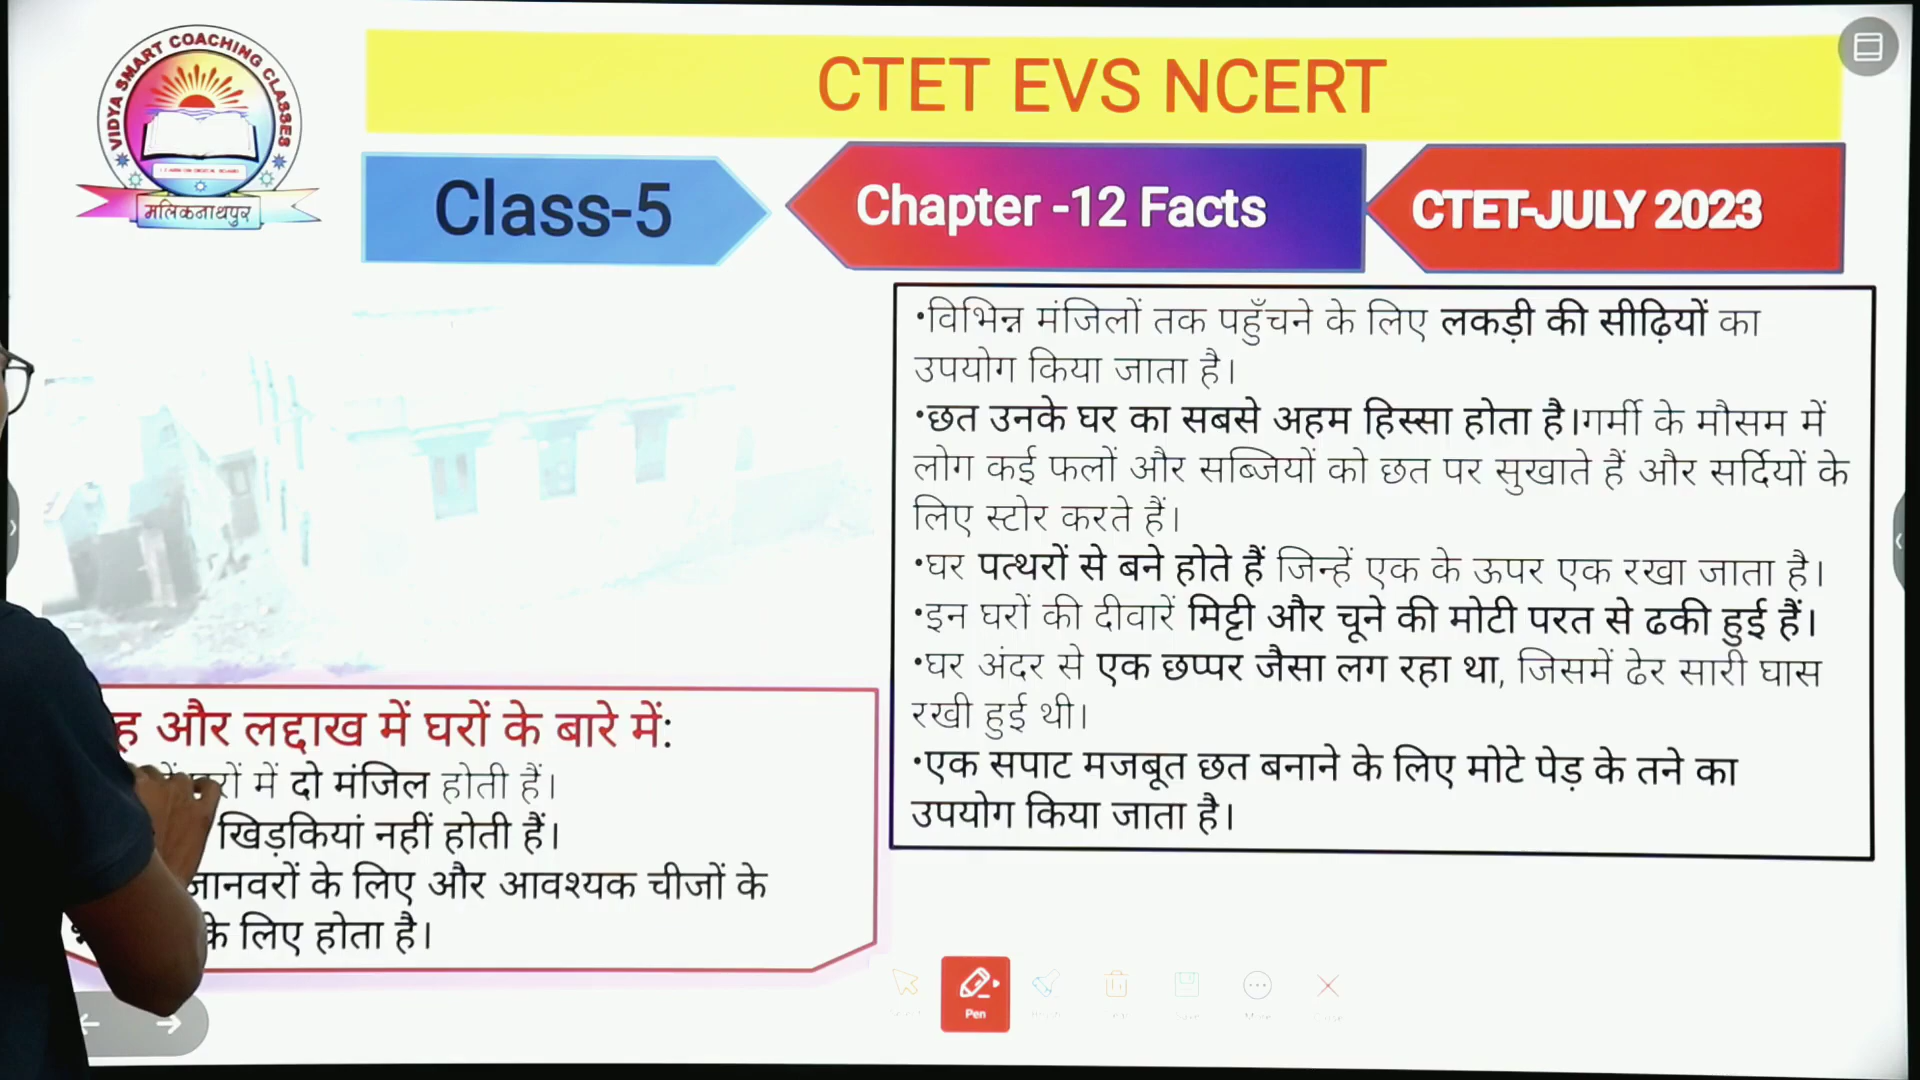 VIDYA SMART COACHING CLASSES
मलिकनाथपुर
CTET EVS NCERT
Class-5
Chapter -12 Facts
CTET-JULY 2023
•विभिन्न मंजिलों तक पहुँचने के लिए लकड़ी की सीढ़ियों का
उपयोग किया जाता है।
•छत उनके घर का सबसे अहम हिस्सा होता है।गर्मी के मौसम में
लोग कई फलों और सब्जियों को छत पर सुखाते हैं और सर्दियों के
लिए स्टोर करते हैं।
•घर पत्थरों से बने होते हैं जिन्हें एक के ऊपर एक रखा जाता है।
•इन घरों की दीवारें मिट्टी और चूने की मोटी परत से ढकी हुई हैं।
•घर अंदर से एक छप्पर जैसा लग रहा था, जिसमें ढेर सारी घास
रखी हुई थी।
•एक सपाट मजबूत छत बनाने के लिए मोटे पेड़ के तने का
उपयोग किया जाता है।
और लद्दाख में घरों के बारे में:
में दो मंजिल होती हैं।
खिड़कियां नहीं होती हैं।
जानवरों के लिए और आवश्यक चीजों के
के लिए होता है।
Pen